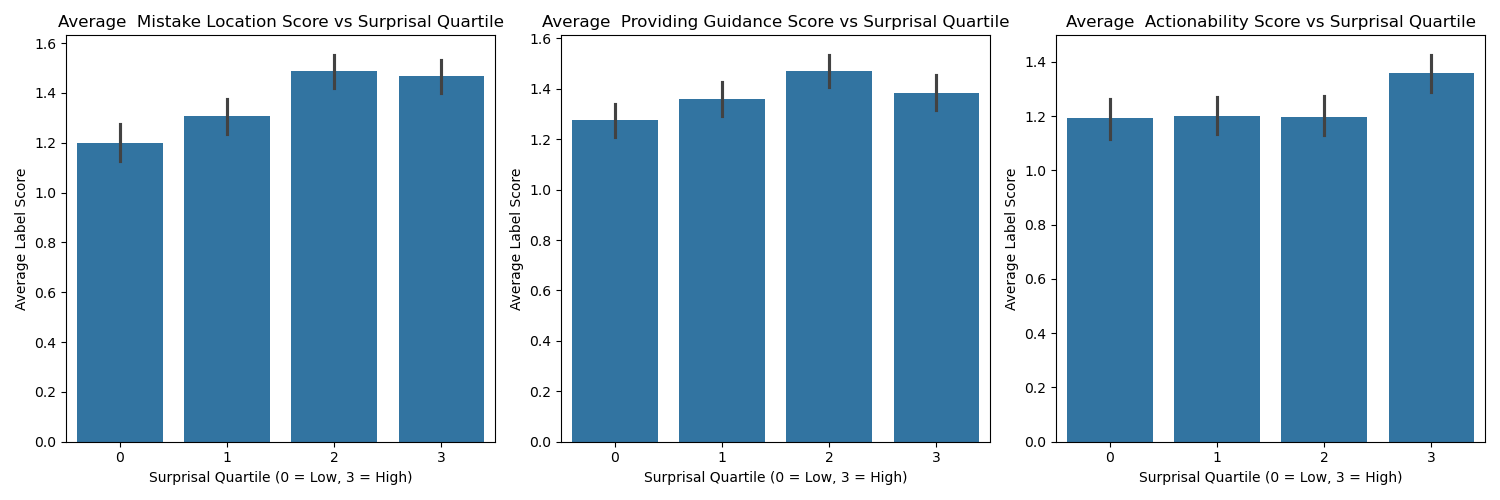 Average  Mistake Location Score vs Surprisal Quartile
Average Label Score
1.6
1.4
1.2
1.0
0.8
0.6
0.4
0.2
0.0
0 1 2 3
Surprisal Quartile (0 = Low, 3 = High)
Average  Providing Guidance Score vs Surprisal Quartile
Average Label Score
1.6
1.4
1.2
1.0
0.8
0.6
0.4
0.2
0.0
0 1 2 3
Surprisal Quartile (0 = Low, 3 = High)
Average  Actionability Score vs Surprisal Quartile
Average Label Score
1.4
1.2
1.0
0.8
0.6
0.4
0.2
0.0
0 1 2 3
Surprisal Quartile (0 = Low, 3 = High)